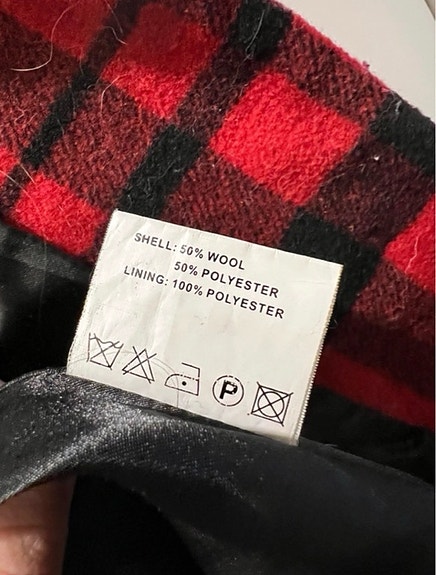 SHELL: 50% WOOL
50% POLYESTER
LINING: 100% POLYESTER
P